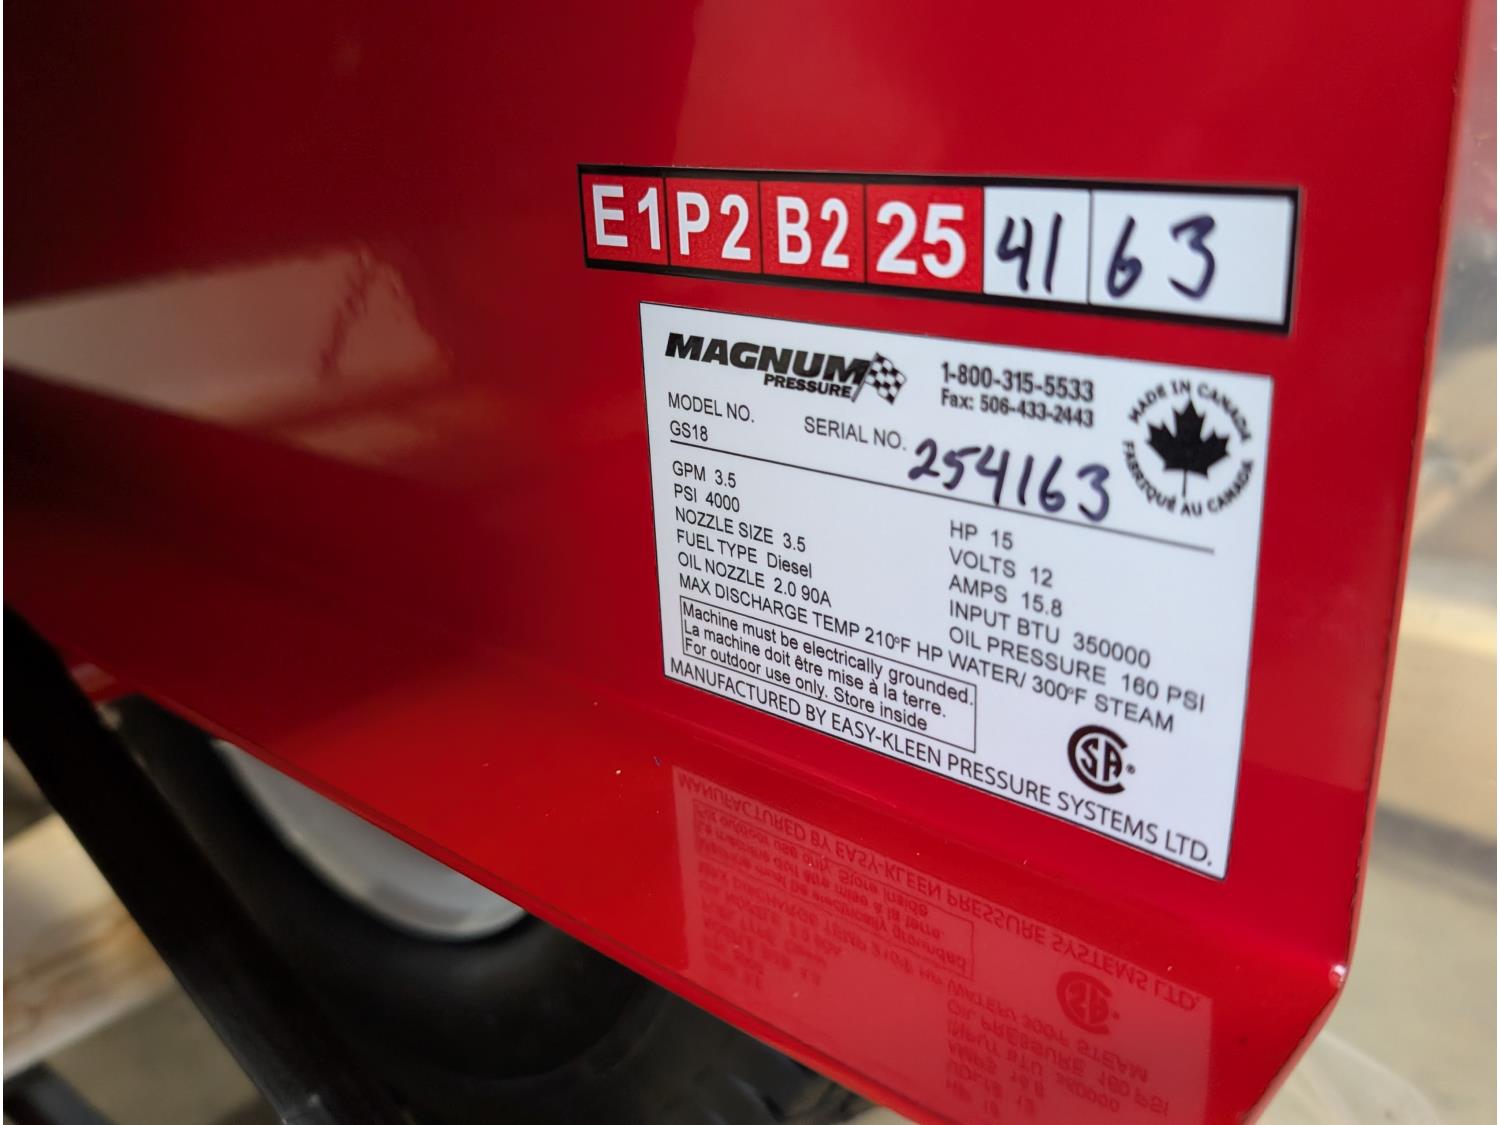 E1 P2 B2 25 41 63
MAGNUM
PRESSURE
1-800-315-5533
Fax: 506-433-2443
MADE IN CANADA
FABRIQUÉ AU CANADA
MODEL NO.
GS18
SERIAL NO. 254163
GPM 3.5
PSI 4000
NOZZLE SIZE 3.5
FUEL TYPE Diesel
OIL NOZZLE 2.0 90A
HP 15
VOLTS 12
AMPS 15.8
INPUT BTU 350000
OIL PRESSURE 160 PSI
MAX DISCHARGE TEMP 210°F HP WATER/ 300°F STEAM
Machine must be electrically grounded.
La machine doit être mise à la terre.
For outdoor use only. Store inside
MANUFACTURED BY EASY-KLEEN PRESSURE SYSTEMS LTD.
CSA®